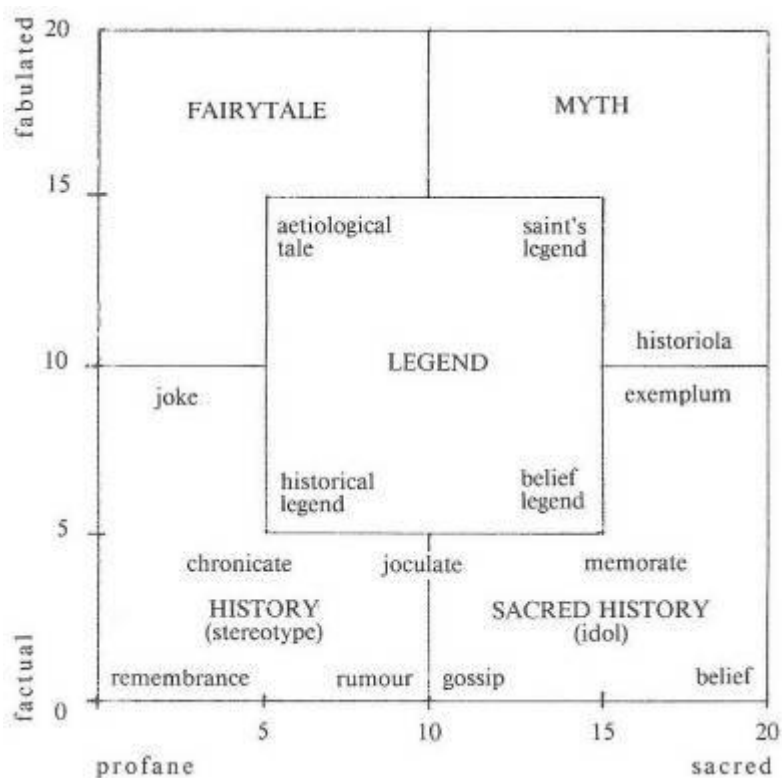 fabulated
20
FAIRYTALE
MYTH
15
aetiological
tale
saint's
legend
historiola
10
LEGEND
joke
exemplum
historical
legend
belief
legend
5
chronicate
joculate
memorate
HISTORY
(stereotype)
SACRED HISTORY
(idol)
factual
remembrance
rumour
gossip
belief
0
5
10
15
20
profane
sacred